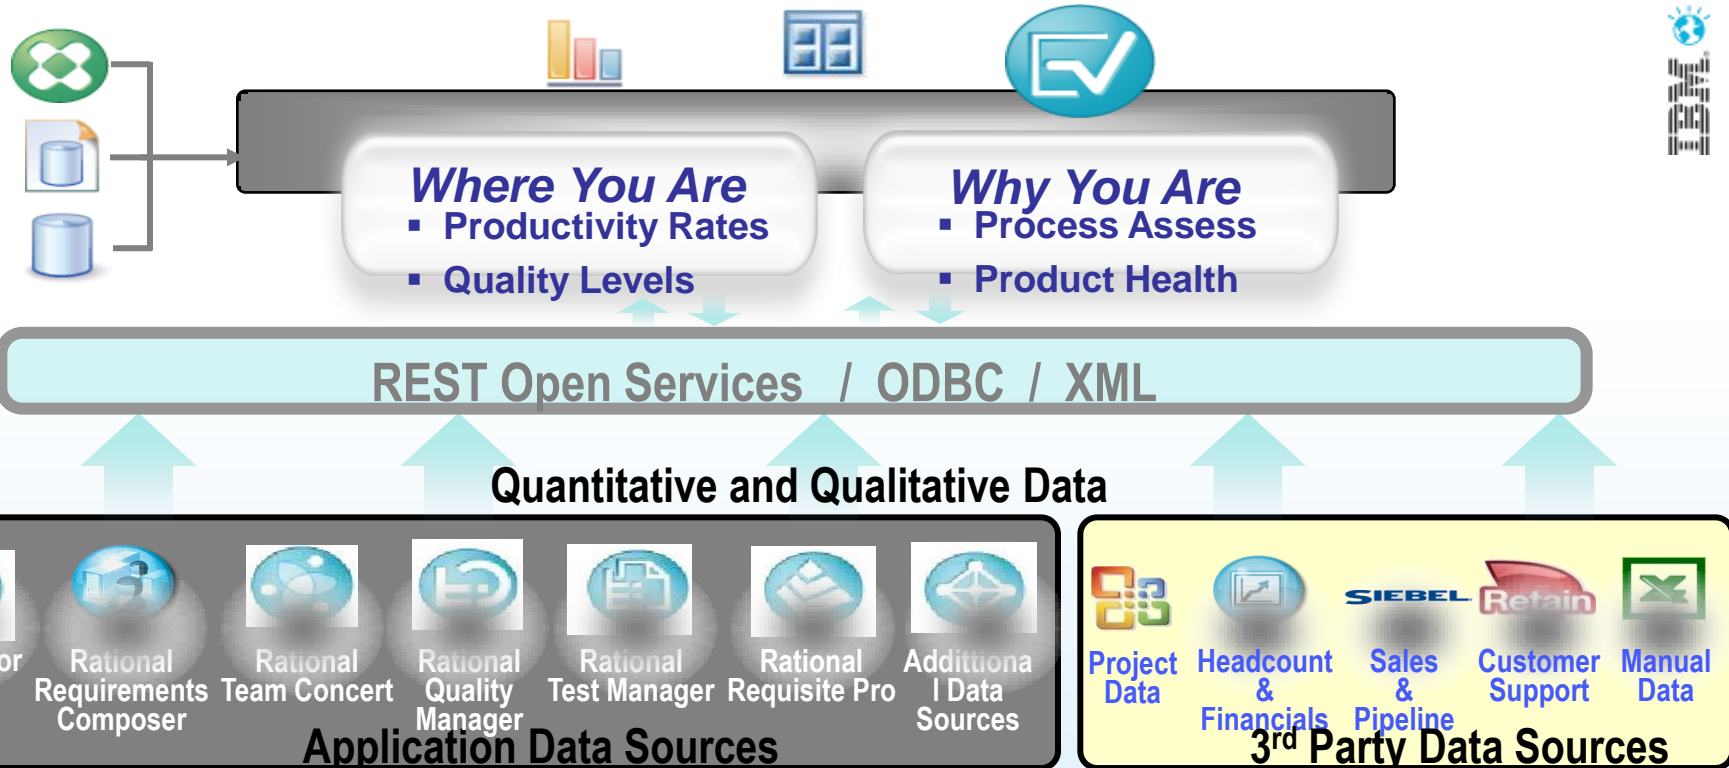 IBM.
Where You Are
▪ Productivity Rates
▪ Quality Levels
Why You Are
▪ Process Assess
▪ Product Health
REST Open Services / ODBC / XML
Quantitative and Qualitative Data
or
Rational
Requirements
Composer
Rational
Team Concert
Rational
Quality
Manager
Rational
Test Manager
Rational
Requisite Pro
Addittiona
l Data
Sources
Application Data Sources
Project
Data
Headcount
&
Financials
SIEBEL
Sales
&
Pipeline
Retain
Customer
Support
Manual
Data
3rd Party Data Sources